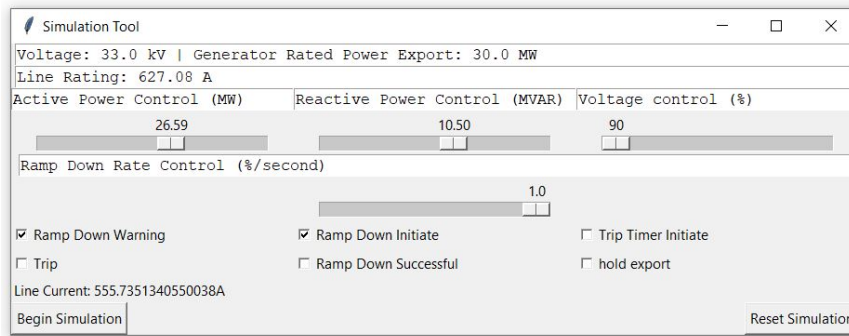 Simulation Tool
Voltage: 33.0 kV | Generator Rated Power Export: 30.0 MW
Line Rating: 627.08 A
Active Power Control (MW) Reactive Power Control (MVAR) Voltage control (%)
26.59 10.50 90
Ramp Down Rate Control (%/second)
1.0
Ramp Down Warning Ramp Down Initiate Trip Timer Initiate
Trip Ramp Down Successful hold export
Line Current: 555.7351340550038A
Begin Simulation Reset Simulation